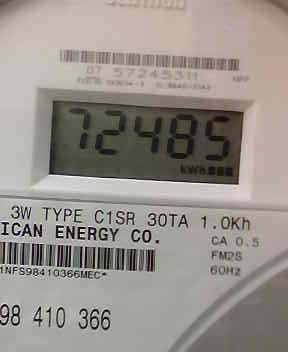 07 57245311
72485
kWh
3W TYPE C1SR 30TA 1.0Kh
ICAN ENERGY CO.
CA 0.5
FM2S
60Hz
1NFS98410366MEC*
98 410 366